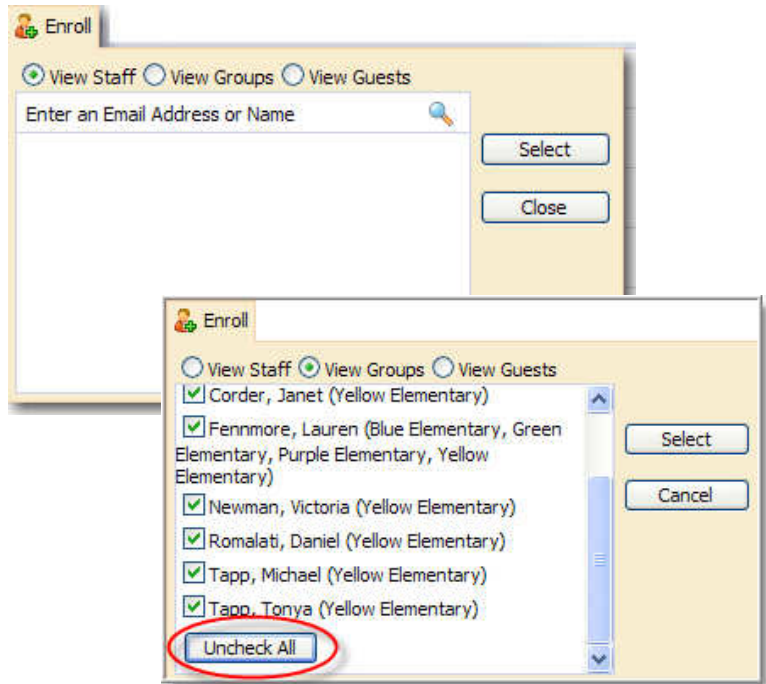 Enroll
View Staff View Groups View Guests
Enter an Email Address or Name
Select
Close
Enroll
View Staff View Groups View Guests
Corder, Janet (Yellow Elementary)
Fennmore, Lauren (Blue Elementary, Green
Elementary, Purple Elementary, Yellow
Elementary)
Newman, Victoria (Yellow Elementary)
Romalati, Daniel (Yellow Elementary)
Tapp, Michael (Yellow Elementary)
Tapp, Tonya (Yellow Elementary)
Uncheck All
Select
Cancel